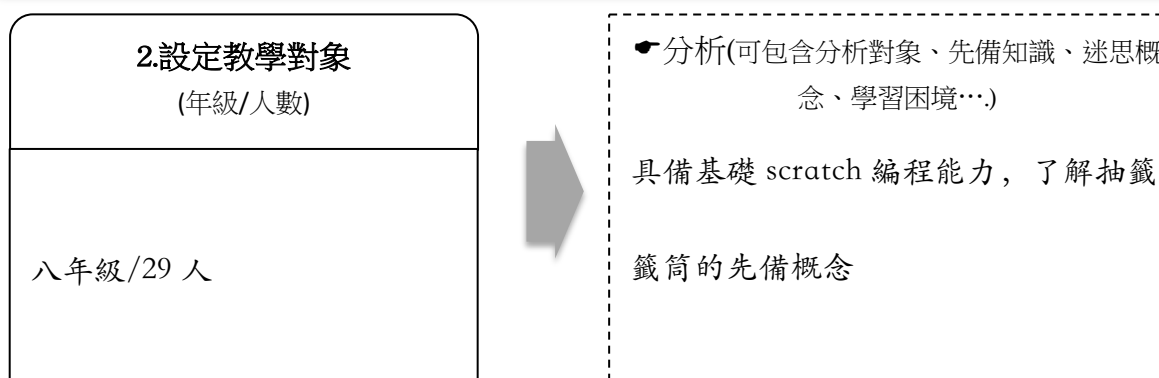 2.設定教學對象
(年級/人數)
八年級/29 人
☛分析(可包含分析對象、先備知識、迷思概
念、學習困境….)
具備基礎 scratch 編程能力，了解抽籤
籤筒的先備概念